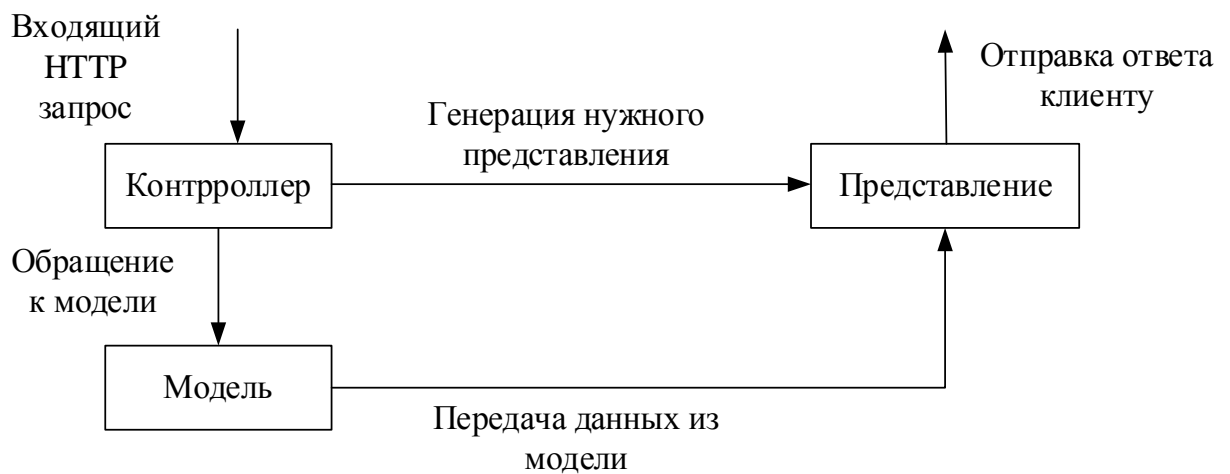 Входящий
HTTP
запрос
Отправка ответа
клиенту
Генерация нужного
представления
Контрроллер
Представление
Обращение
к модели
Модель
Передача данных из
модели